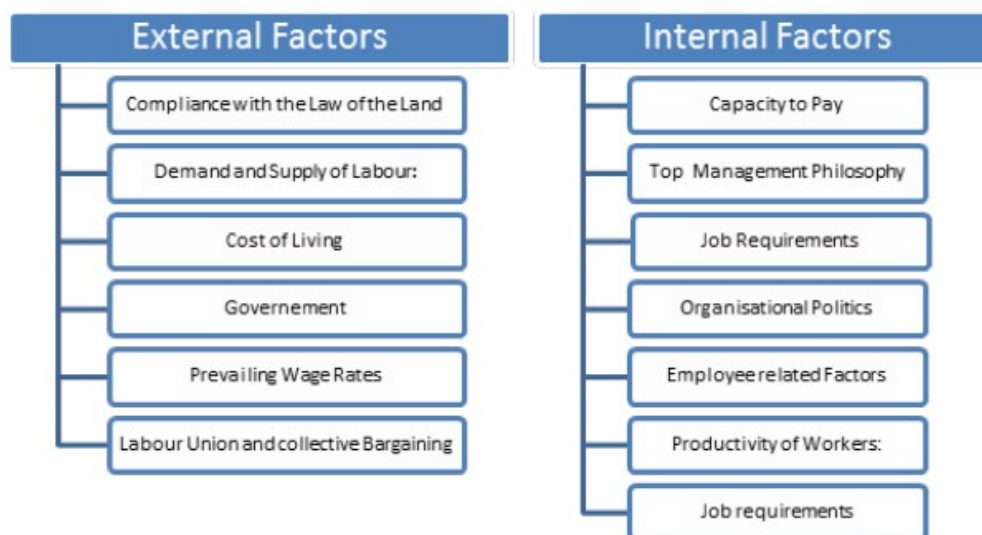 External Factors
Compliance with the Law of the Land
Demand and Supply of Labour:
Cost of Living
Governement
Prevailing Wage Rates
Labour Union and collective Bargaining
Internal Factors
Capacity to Pay
Top Management Philosophy
Job Requirements
Organisational Politics
Employee related Factors
Productivity of Workers:
Job requirements